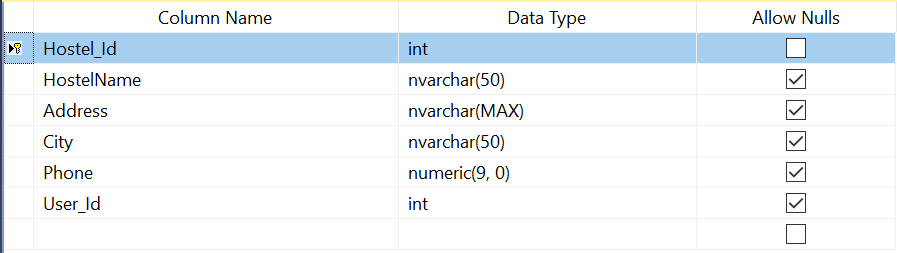 Column Name Data Type Allow Nulls
Hostel_Id int
HostelName nvarchar(50)
Address nvarchar(MAX)
City nvarchar(50)
Phone numeric(9, 0)
User_Id int